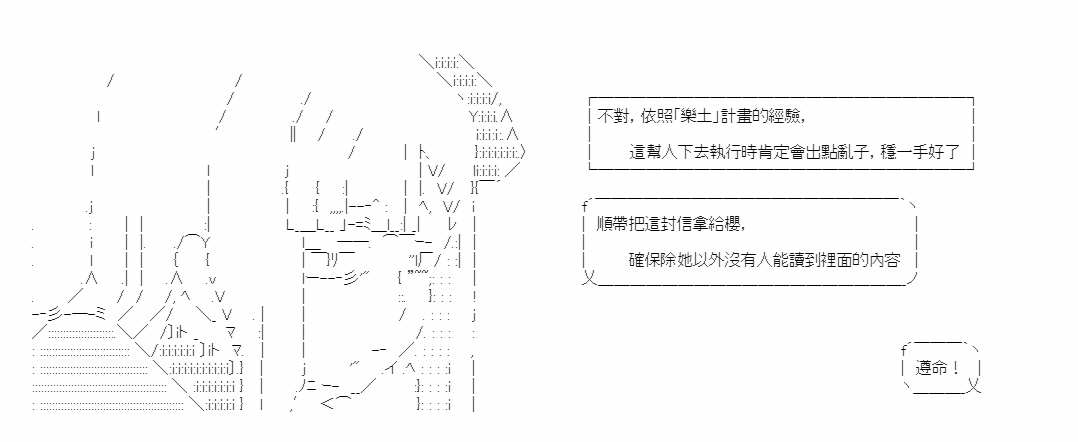 不對，依照「樂土」計畫的經驗，
這幫人下去執行時肯定會出點亂子，穩一手好了
順帶把這封信拿給櫻，
確保除她以外沒有人能讀到裡面的內容
遵命！